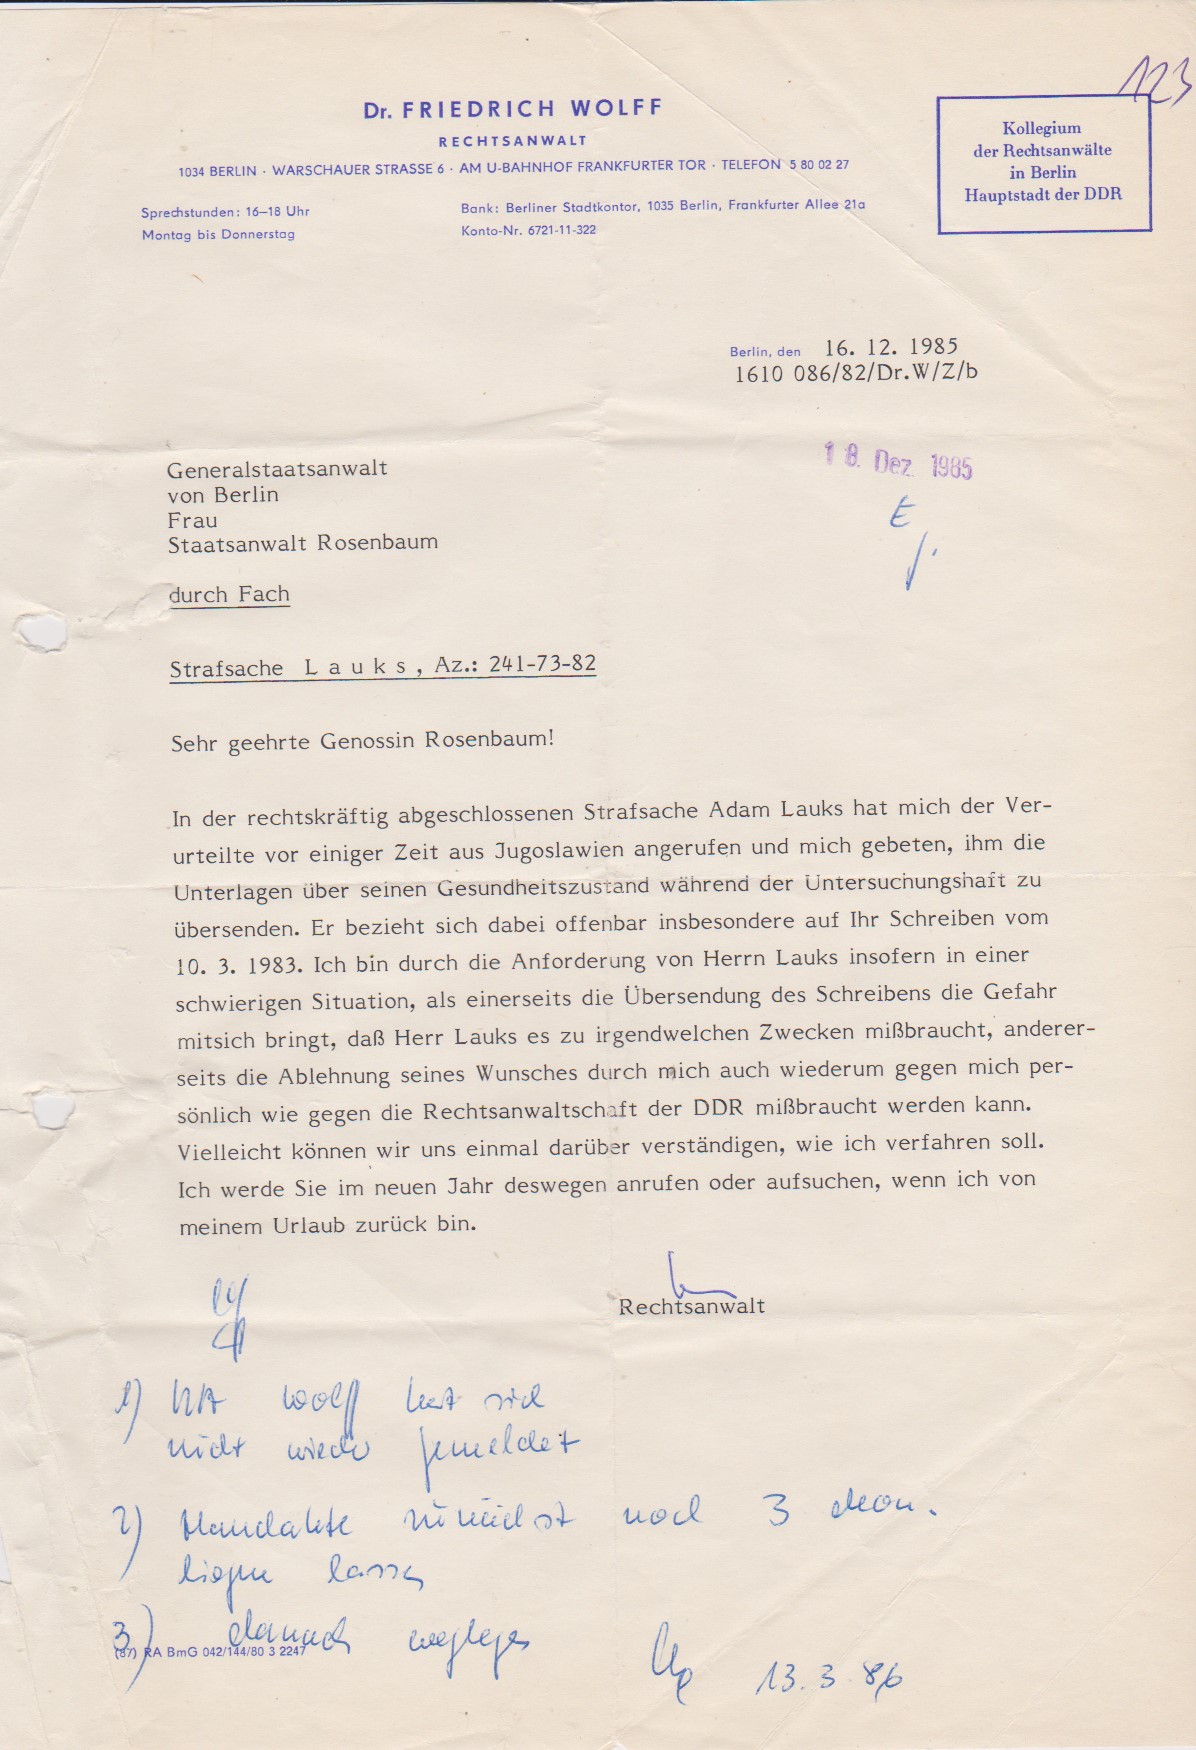 123
Dr. FRIEDRICH WOLFF
RECHTSANWALT
1034 BERLIN · WARSCHAUER STRASSE 6 · AM U-BAHNHOF FRANKFURTER TOR · TELEFON 5 80 02 27
Sprechstunden: 16–18 Uhr
Montag bis Donnerstag
Bank: Berliner Stadtkontor, 1035 Berlin, Frankfurter Allee 21a
Konto-Nr. 6721-11-322
Kollegium
der Rechtsanwälte
in Berlin
Hauptstadt der DDR
Berlin, den 16. 12. 1985
1610 086/82/Dr.W/Z/b
18. Dez. 1985
E
Generalstaatsanwalt
von Berlin
Frau
Staatsanwalt Rosenbaum
durch Fach
Strafsache L a u k s , Az.: 241-73-82
Sehr geehrte Genossin Rosenbaum!
In der rechtskräftig abgeschlossenen Strafsache Adam Lauks hat mich der Ver-
urteilte vor einiger Zeit aus Jugoslawien angerufen und mich gebeten, ihm die
Unterlagen über seinen Gesundheitszustand während der Untersuchungshaft zu
übersenden. Er bezieht sich dabei offenbar insbesondere auf Ihr Schreiben vom
10. 3. 1983. Ich bin durch die Anforderung von Herrn Lauks insofern in einer
schwierigen Situation, als einerseits die Übersendung des Schreibens die Gefahr
mitsich bringt, daß Herr Lauks es zu irgendwelchen Zwecken mißbraucht, anderer-
seits die Ablehnung seines Wunsches durch mich auch wiederum gegen mich per-
sönlich wie gegen die Rechtsanwaltschaft der DDR mißbraucht werden kann.
Vielleicht können wir uns einmal darüber verständigen, wie ich verfahren soll.
Ich werde Sie im neuen Jahr deswegen anrufen oder aufsuchen, wenn ich von
meinem Urlaub zurück bin.
Rechtsanwalt
1) RA Wolff hat sich
nicht wieder gemeldet
2) Handakte zunächst noch 3 Mon.
liegen lassen
3) danach weglegen
13. 3. 86
(87) RA BmG 042/144/80 3 2247